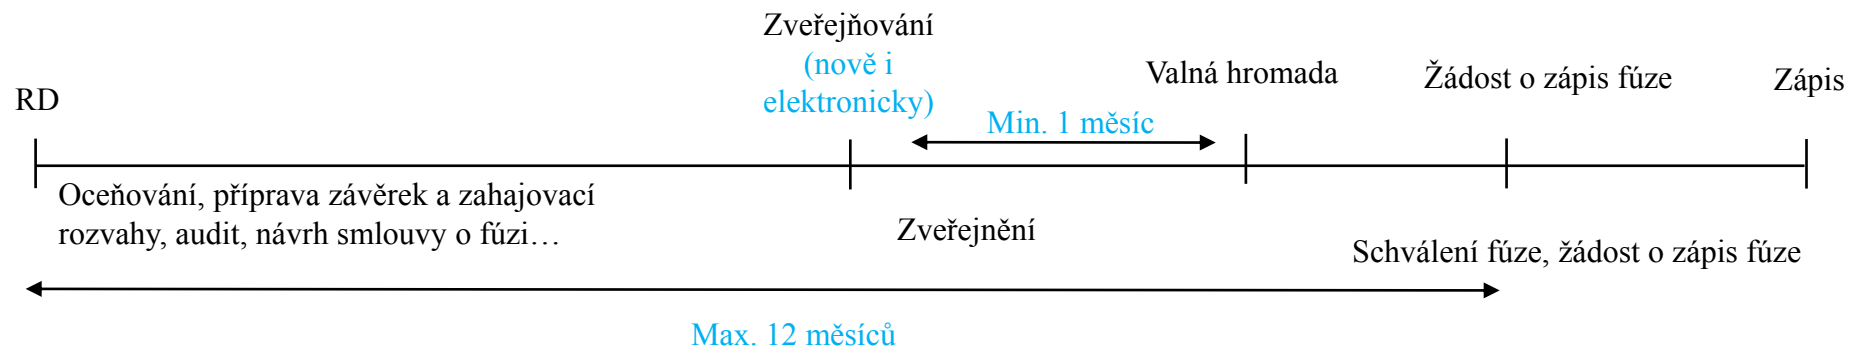 Zveřejňování
(nově i
elektronicky)
Valná hromada
Žádost o zápis fúze
Zápis
RD
Min. 1 měsíc
Oceňování, příprava závěrek a zahajovací
rozvahy, audit, návrh smlouvy o fúzi…
Zveřejnění
Schválení fúze, žádost o zápis fúze
Max. 12 měsíců